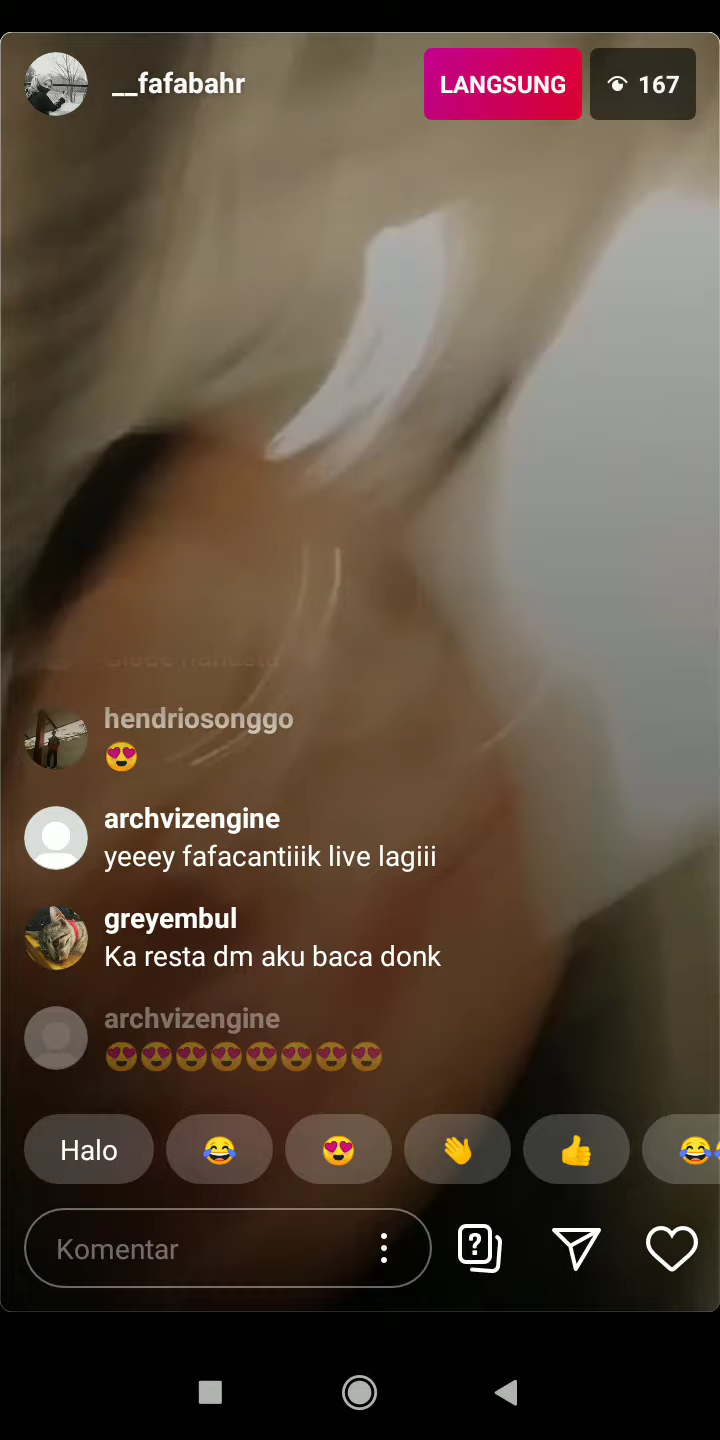 __fafabahr
LANGSUNG
167
hendriosonggo
😍
archvizengine
yeeey fafacantiiik live lagiii
greyembul
Ka resta dm aku baca donk
archvizengine
😍😍😍😍😍😍😍😍
Halo 😂 😍 👋 👍 😂
Komentar
?